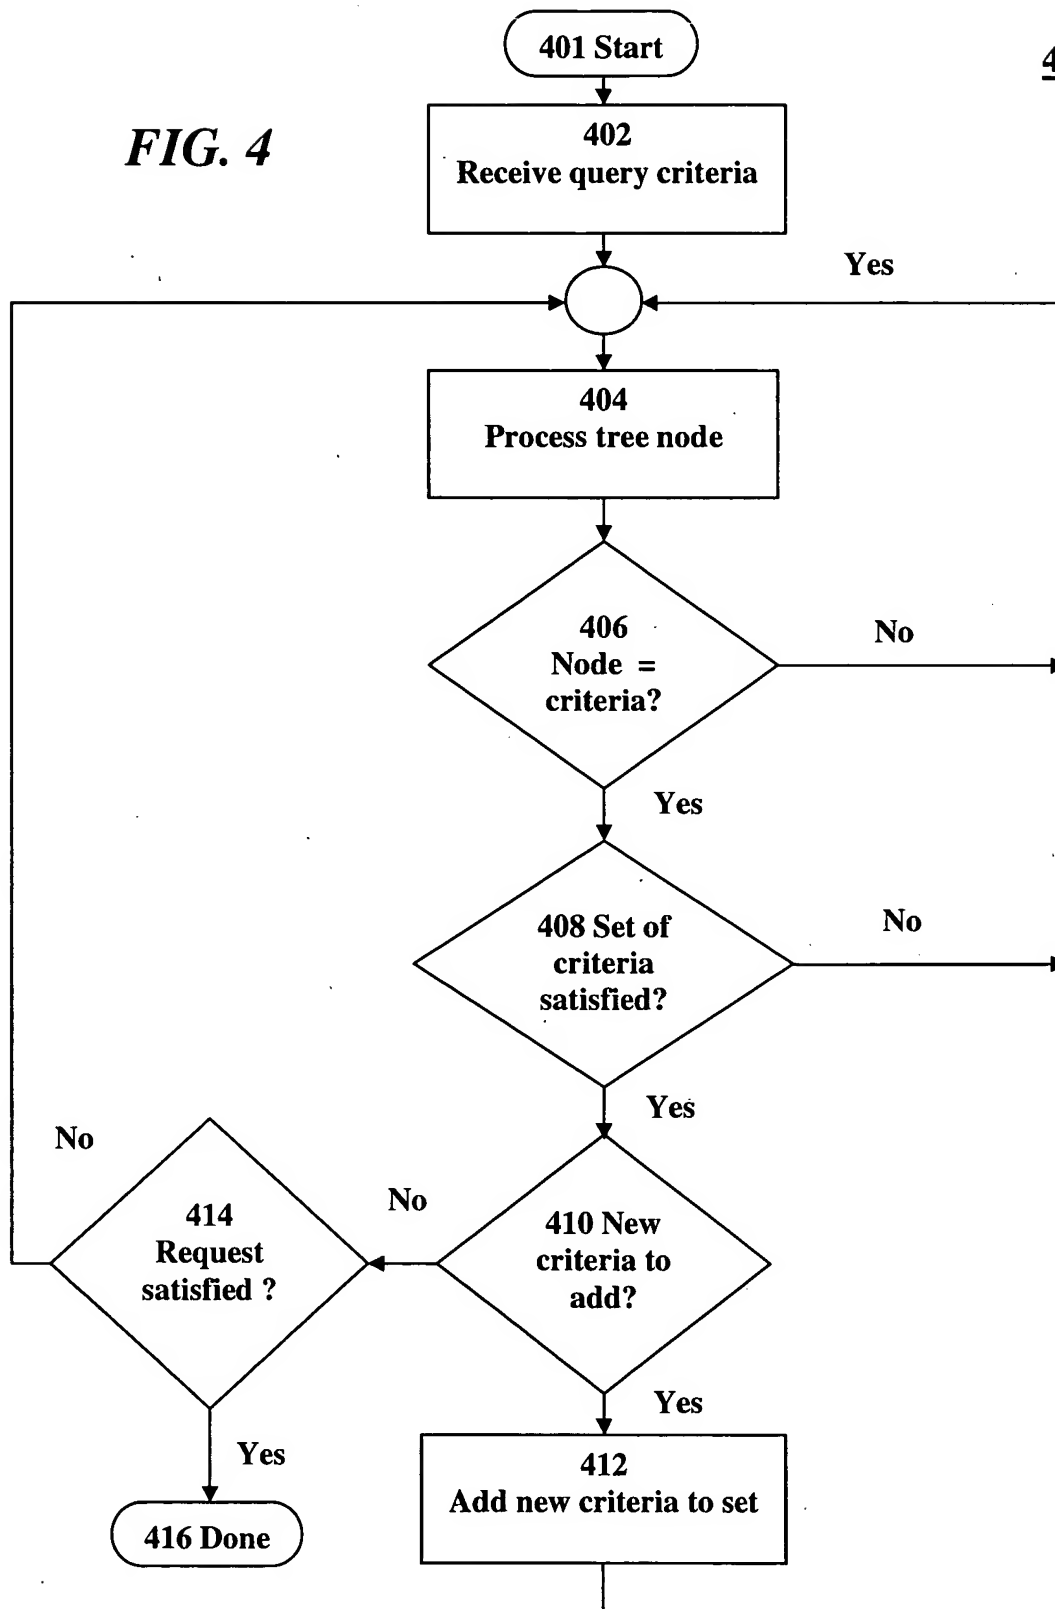 401 Start
4
FIG. 4
402
Receive query criteria
Yes
404
Process tree node
406
Node =
criteria?
No
Yes
408 Set of
criteria
satisfied?
No
Yes
No
414
Request
satisfied ?
No
410 New
criteria to
add?
Yes
Yes
412
Add new criteria to set
416 Done